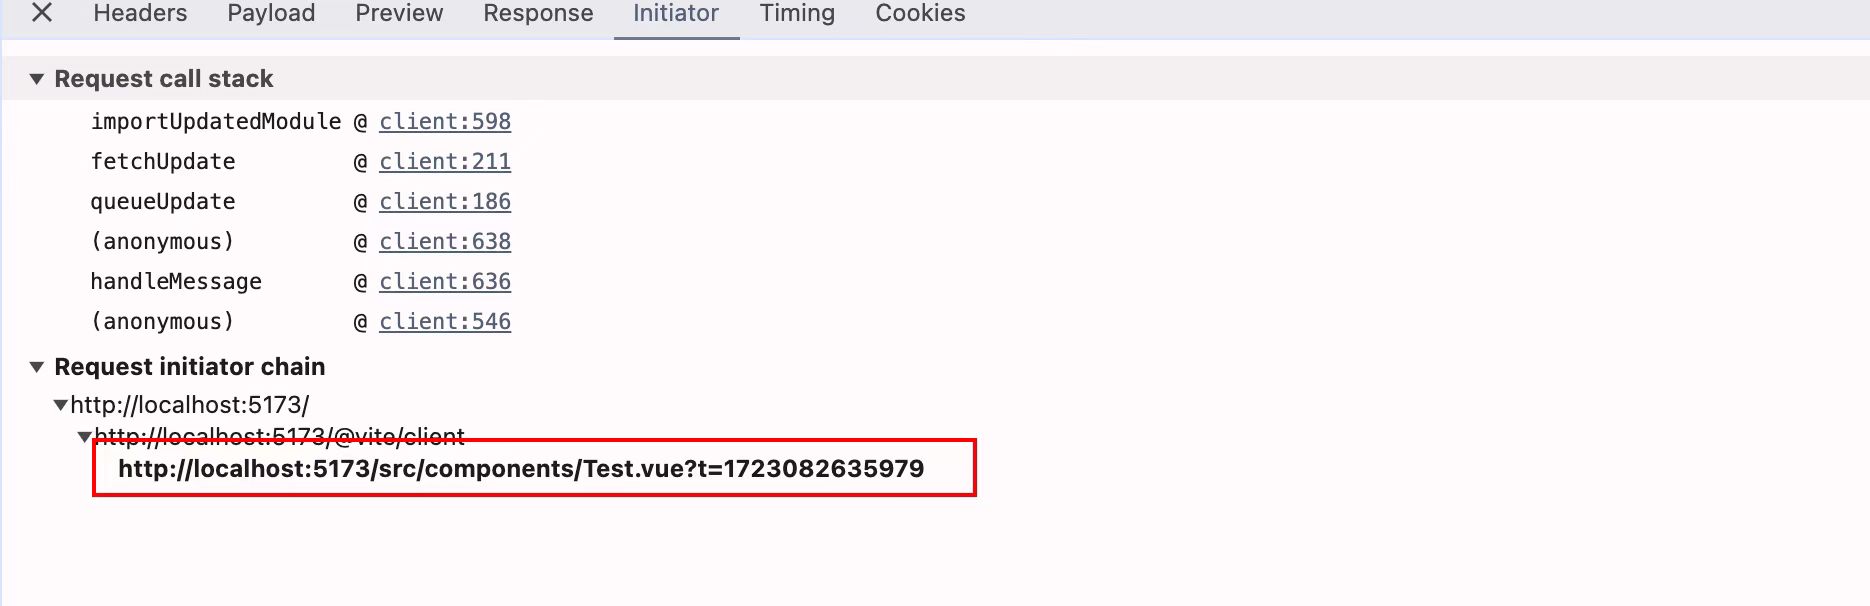 Headers Payload Preview Response Initiator Timing Cookies
Request call stack
importUpdatedModule @ client:598
fetchUpdate @ client:211
queueUpdate @ client:186
(anonymous) @ client:638
handleMessage @ client:636
(anonymous) @ client:546
Request initiator chain
http://localhost:5173/
http://localhost:5173/@vite/client
http://localhost:5173/src/components/Test.vue?t=1723082635979